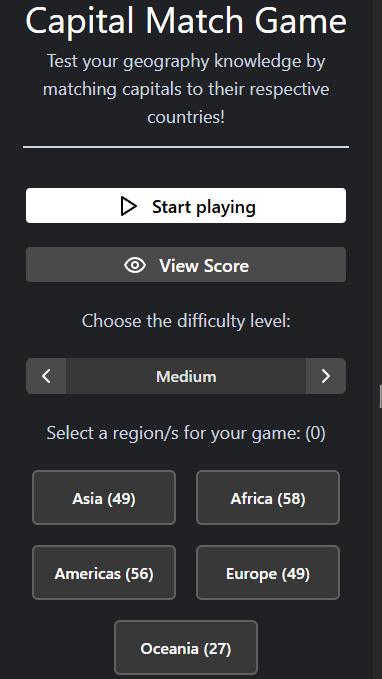 Capital Match Game
Test your geography knowledge by
matching capitals to their respective
countries!
Start playing
View Score
Choose the difficulty level:
Medium
Select a region/s for your game: (0)
Asia (49)
Africa (58)
Americas (56)
Europe (49)
Oceania (27)